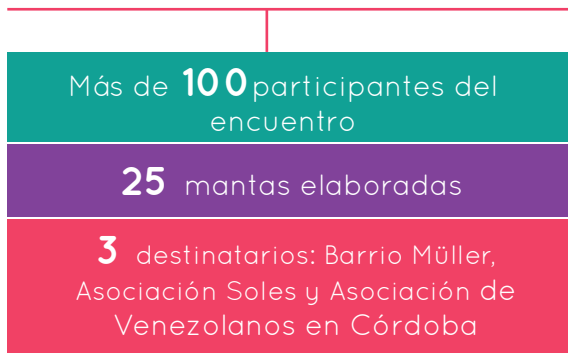 Más de 100 participantes del
encuentro
25 mantas elaboradas
3 destinatarios: Barrio Müller,
Asociación Soles y Asociación de
Venezolanos en Córdoba